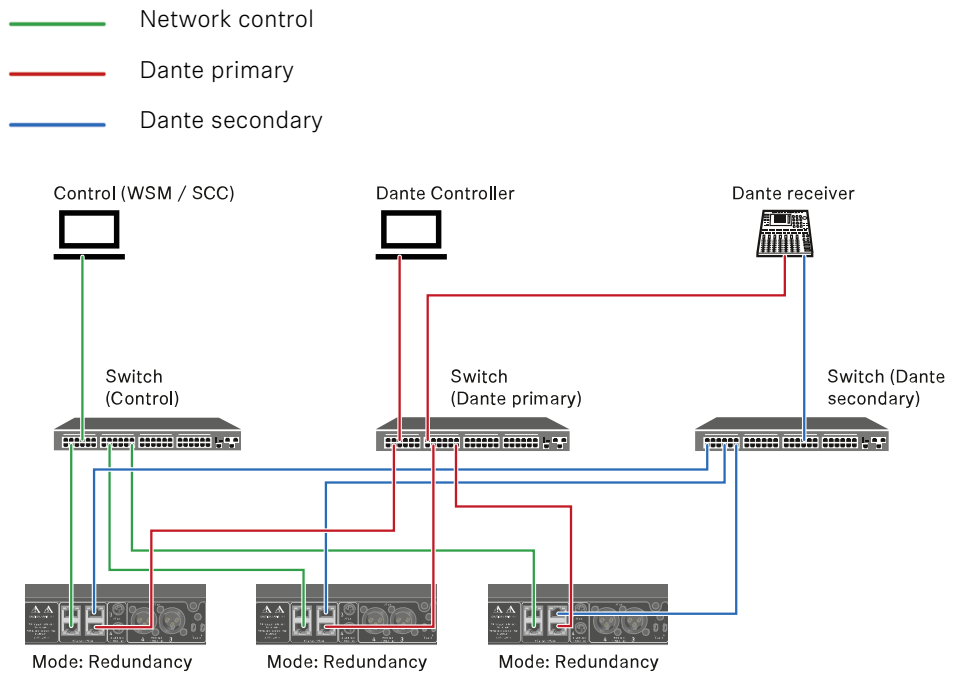 Network control
Dante primary
Dante secondary
Control (WSM / SCC)
Dante Controller
Dante receiver
Switch
(Control)
Switch
(Dante primary)
Switch (Dante
secondary)
Mode: Redundancy
Mode: Redundancy
Mode: Redundancy